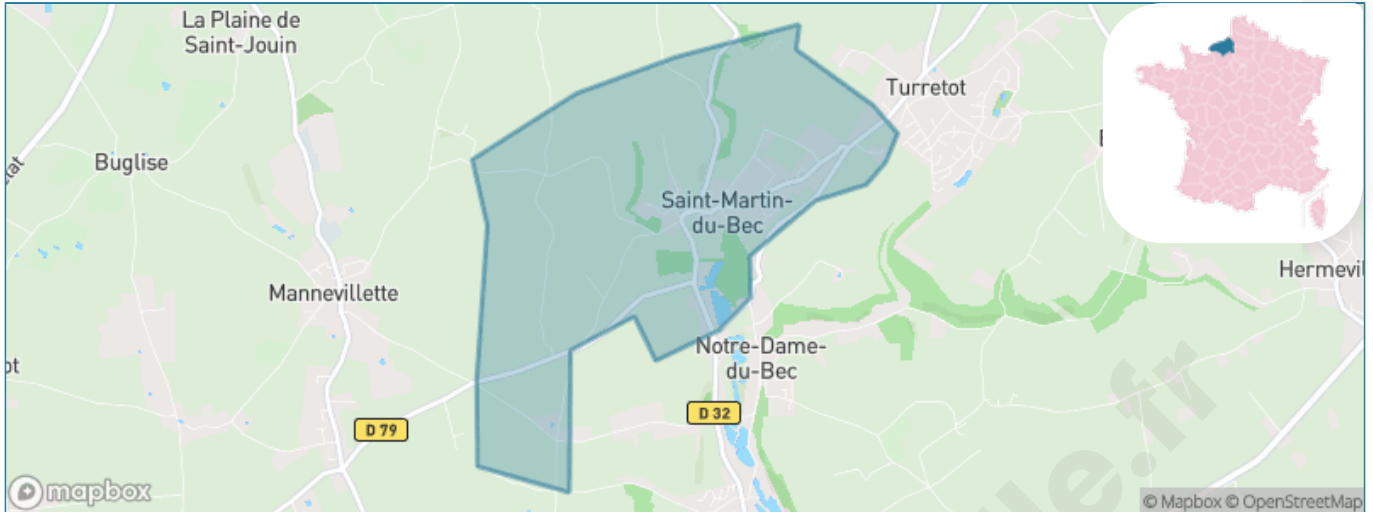 La Plaine de
Saint-Jouin
Turretot
Buglise
Saint-Martin-
du-Bec
Hermevil
Mannevillette
Notre-Dame-
du-Bec
D 32
D 79
mapbox
© Mapbox © OpenStreetMap